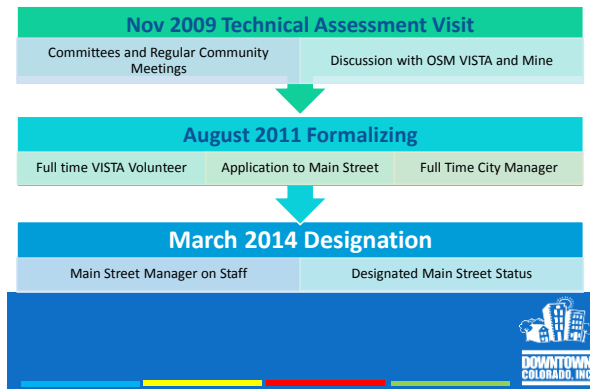 Nov 2009 Technical Assessment Visit
Committees and Regular Community
Meetings
Discussion with OSM VISTA and Mine
August 2011 Formalizing
Full time VISTA Volunteer
Application to Main Street
Full Time City Manager
March 2014 Designation
Main Street Manager on Staff
Designated Main Street Status
DOWNTOWN
COLORADO, INC